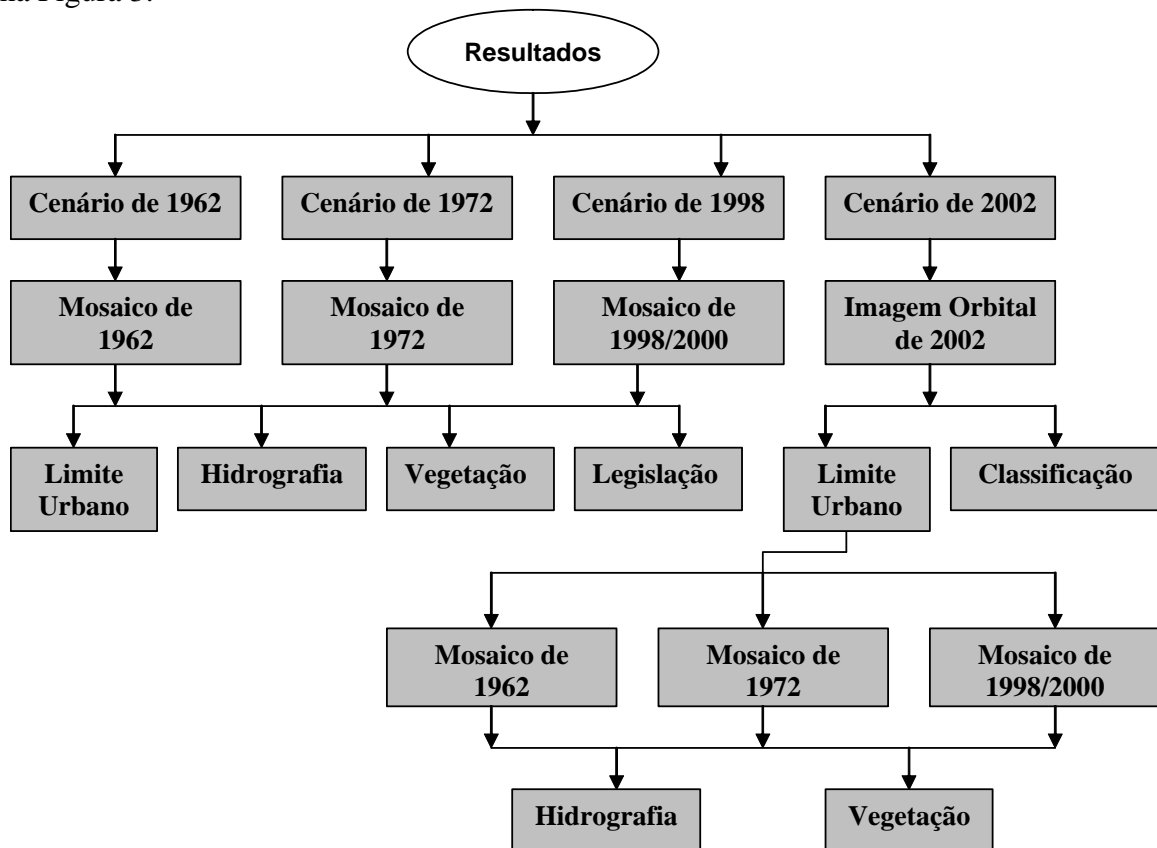 na Figura 3.
Resultados
Cenário de 1962
Cenário de 1972
Cenário de 1998
Cenário de 2002
Mosaico de
1962
Mosaico de
1972
Mosaico de
1998/2000
Imagem Orbital
de 2002
Limite
Urbano
Hidrografia
Vegetação
Legislação
Limite
Urbano
Classificação
Mosaico de
1962
Mosaico de
1972
Mosaico de
1998/2000
Hidrografia
Vegetação